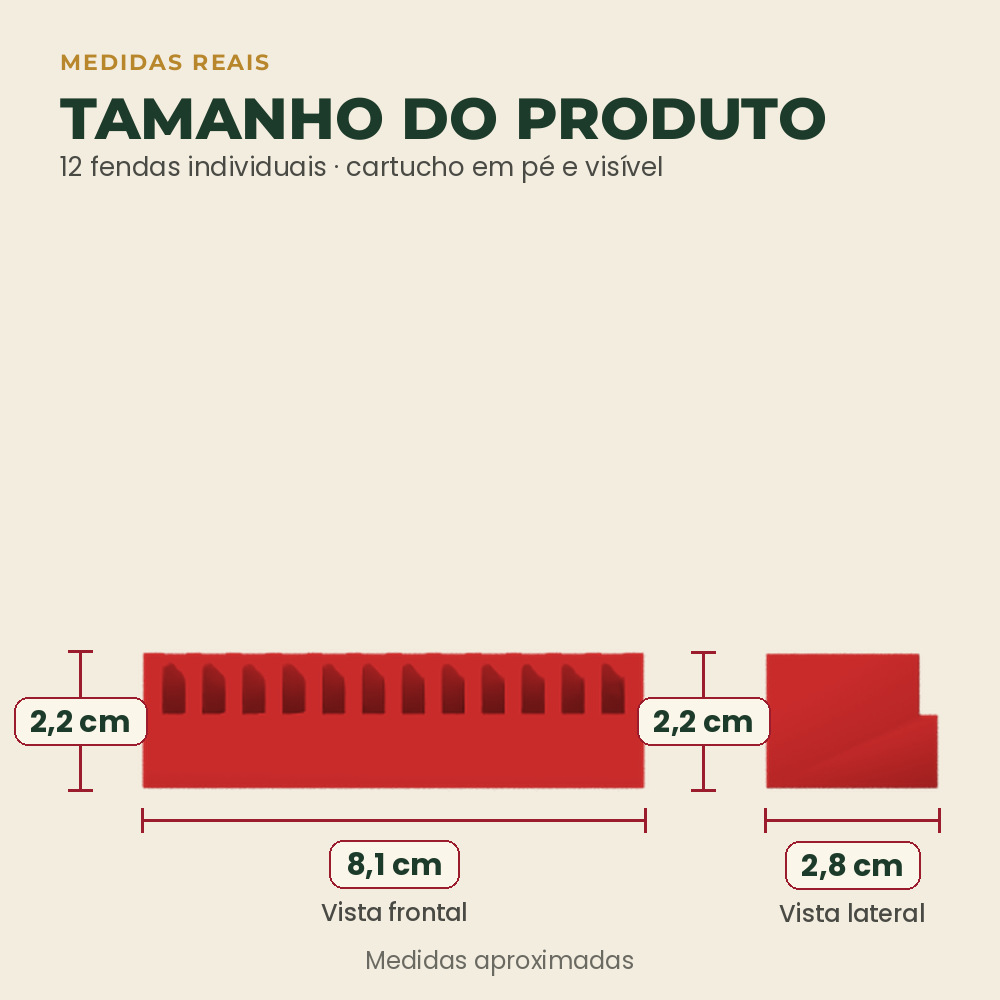 MEDIDAS REAIS
TAMANHO DO PRODUTO
12 fendas individuais · cartucho em pé e visível
2,2 cm
2,2 cm
8,1 cm
2,8 cm
Vista frontal
Vista lateral
Medidas aproximadas